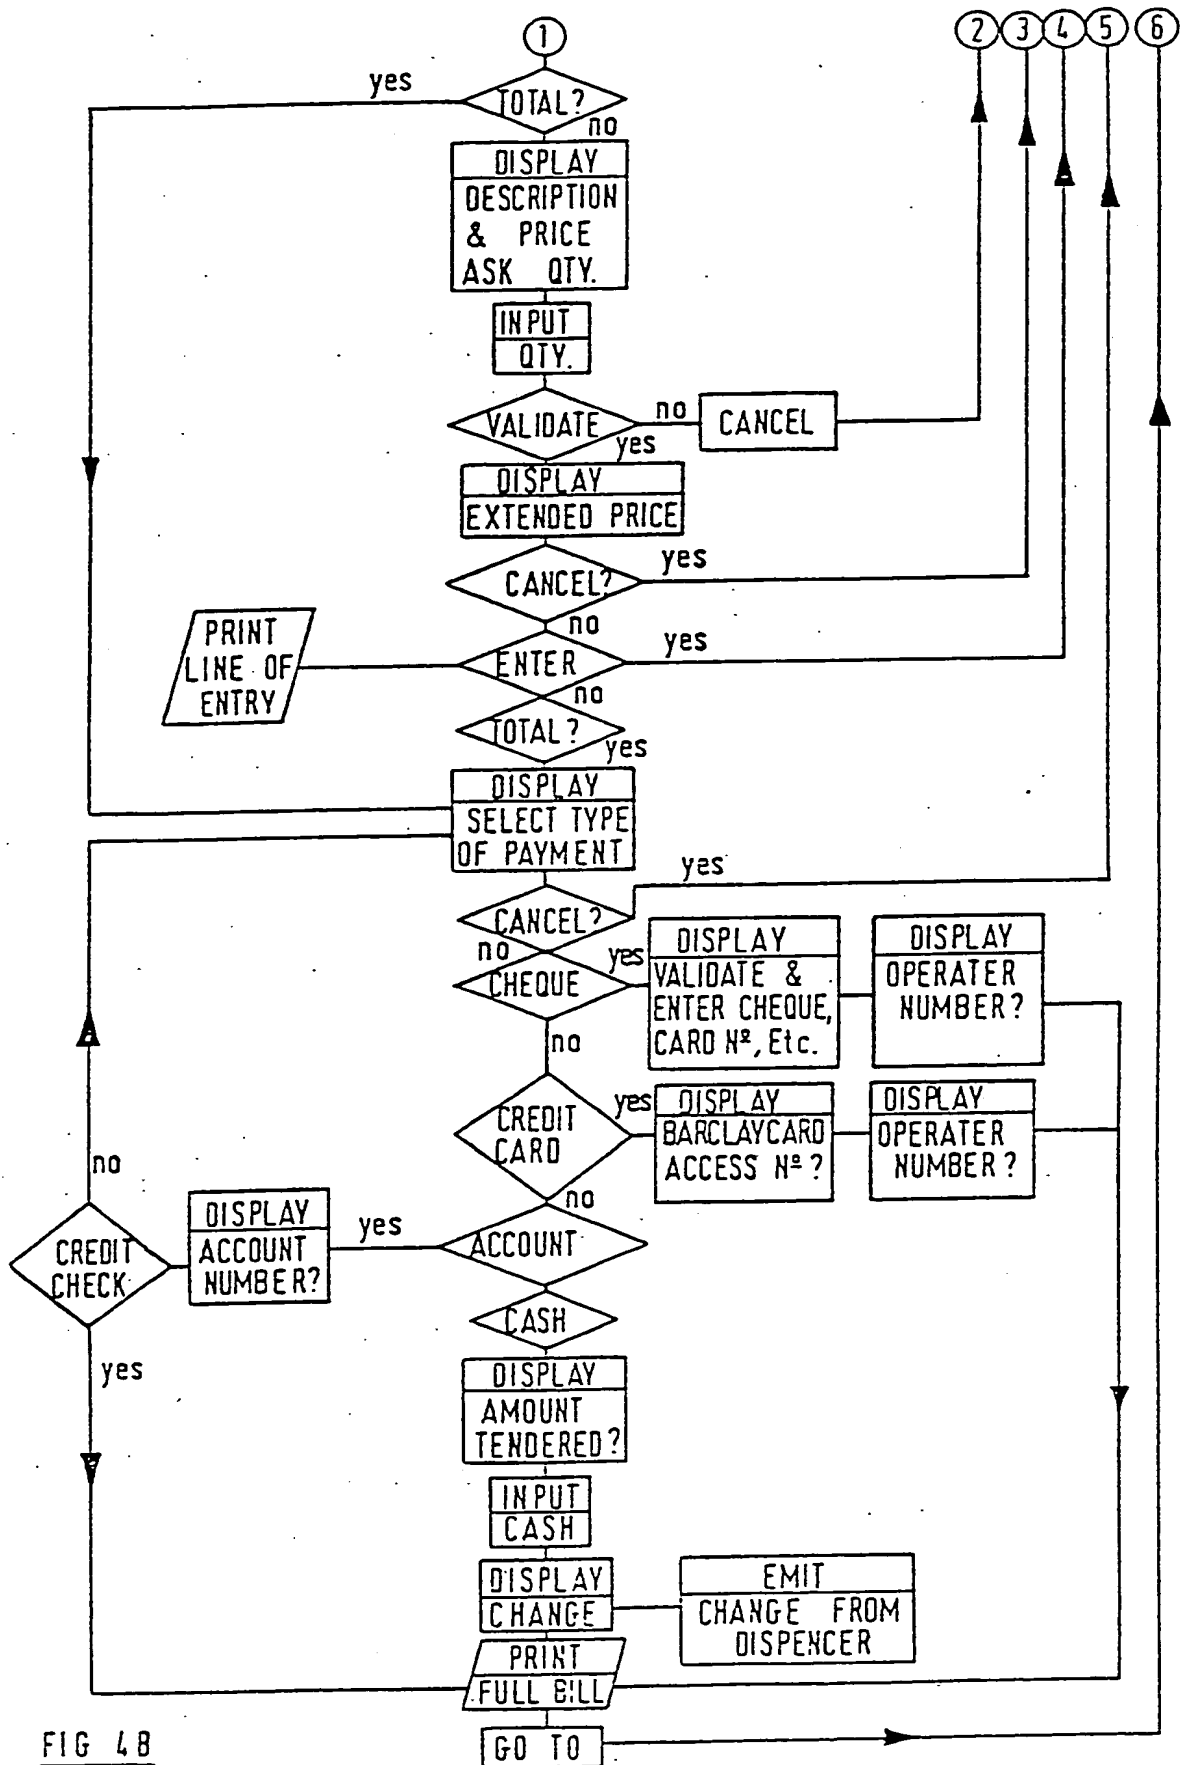 1
2 3 4 5 6
yes
TOTAL?
no
DISPLAY
DESCRIPTION
& PRICE
ASK QTY.
INPUT
QTY.
VALIDATE
no
CANCEL
yes
DISPLAY
EXTENDED PRICE
CANCEL?
yes
no
PRINT
LINE OF
ENTRY
ENTER
yes
no
TOTAL?
yes
DISPLAY
SELECT TYPE
OF PAYMENT
yes
CANCEL?
no
CHEQUE
yes
DISPLAY
VALIDATE &
ENTER CHEQUE,
CARD Nº, Etc.
DISPLAY
OPERATER
NUMBER?
no
CREDIT
CARD
yes
DISPLAY
BARCLAYCARD
ACCESS Nº?
DISPLAY
OPERATER
NUMBER?
no
no
CREDIT
CHECK
DISPLAY
ACCOUNT
NUMBER?
yes
ACCOUNT
yes
CASH
DISPLAY
AMOUNT
TENDERED?
INPUT
CASH
DISPLAY
CHANGE
EMIT
CHANGE FROM
DISPENCER
PRINT
FULL BILL
GO TO
FIG 4B